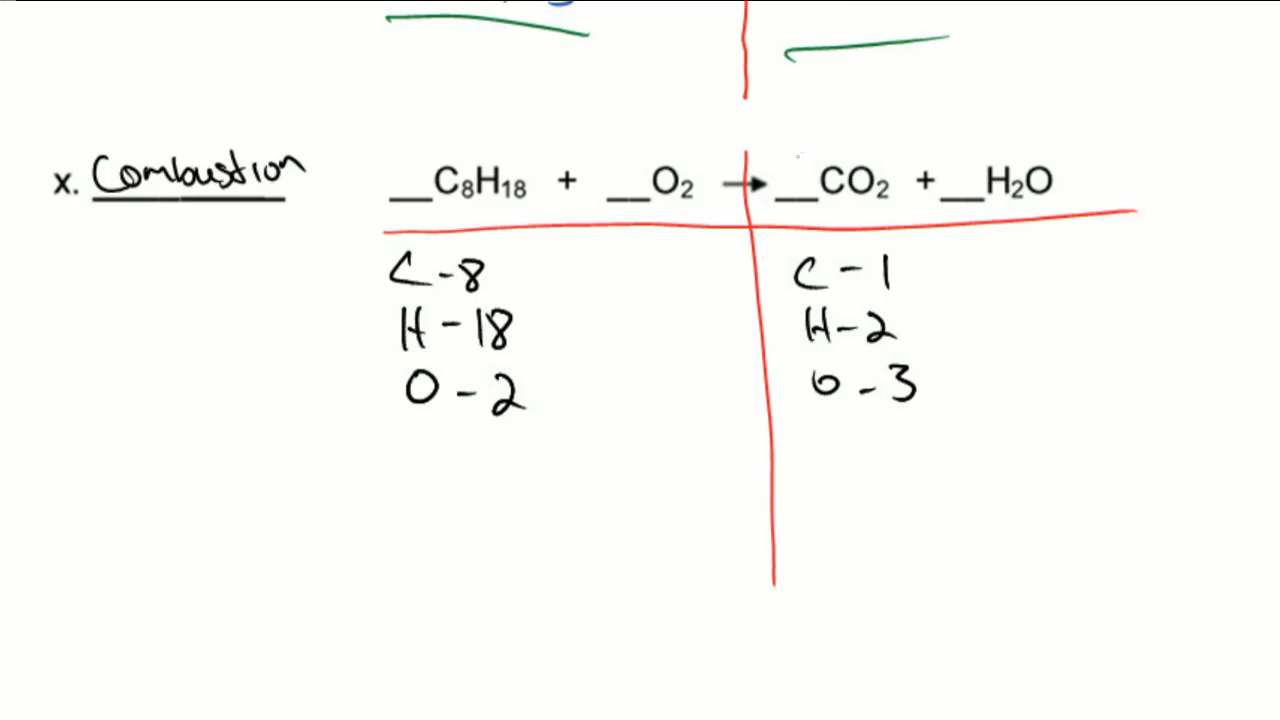 x. Combustion __C₈H₁₈ + __O₂ → __CO₂ + __H₂O
C - 8 C - 1
H - 18 H - 2
O - 2 O - 3